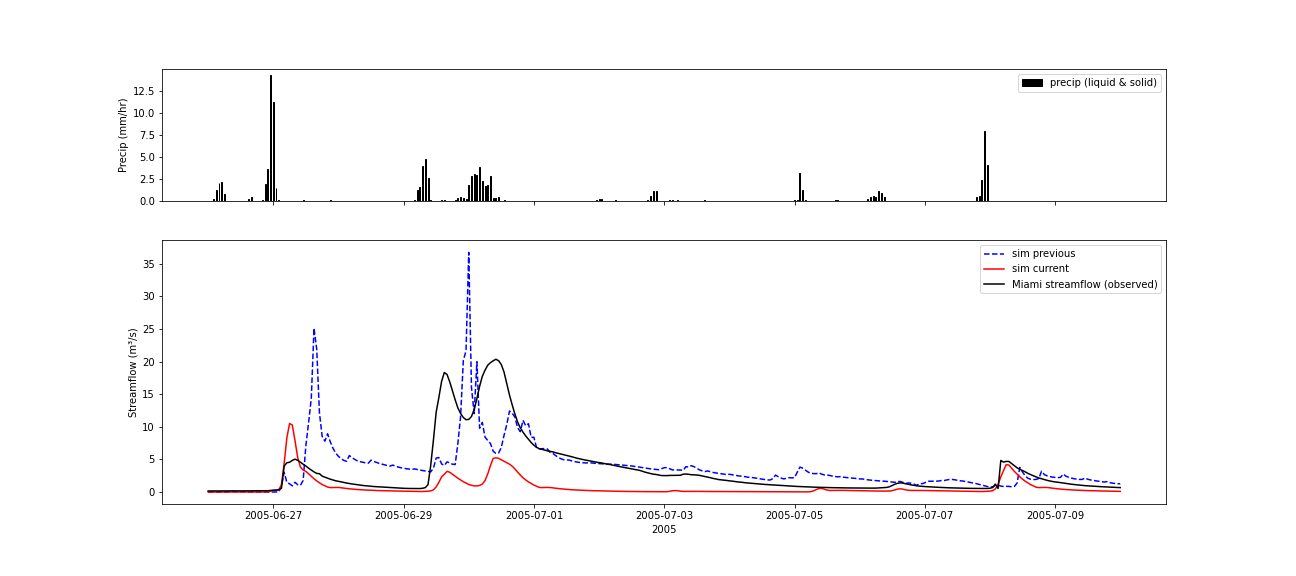 precip (liquid & solid)
Precip (mm/hr)
12.5
10.0
7.5
5.0
2.5
0.0
sim previous
sim current
Miami streamflow (observed)
Streamflow (m³/s)
35
30
25
20
15
10
5
0
2005-06-27 2005-06-29 2005-07-01 2005-07-03 2005-07-05 2005-07-07 2005-07-09
2005